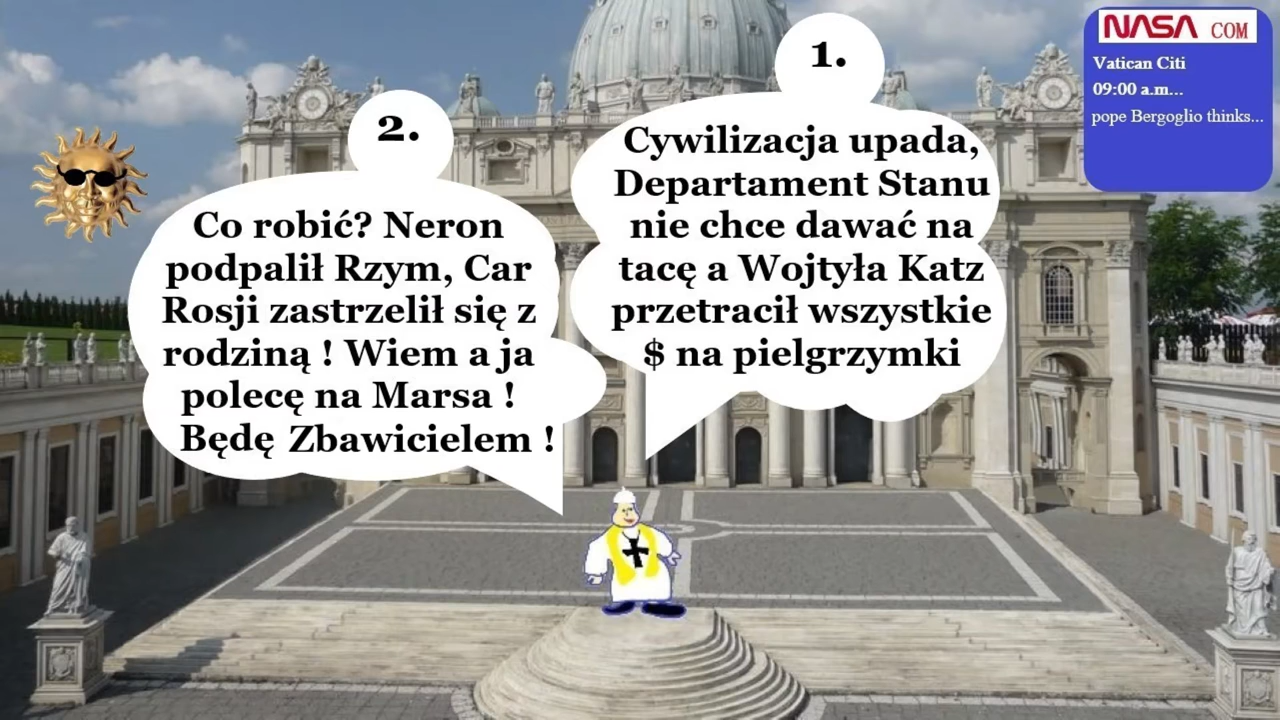 NASA COM
Vatican Citi
09:00 a.m...
pope Bergoglio thinks...
1.
Cywilizacja upada,
Departament Stanu
nie chce dawać na
tacę a Wojtyła Katz
przetracił wszystkie
$ na pielgrzymki
2.
Co robić? Neron
podpalił Rzym, Car
Rosji zastrzelił się z
rodziną ! Wiem a ja
polecę na Marsa !
Będę Zbawicielem !